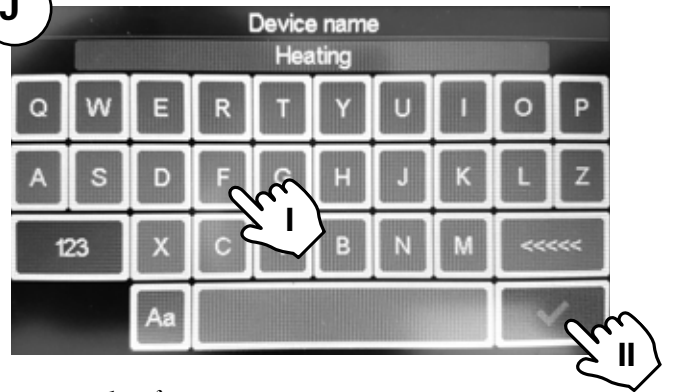 J
Device name
Heating
Q W E R T Y U I O P
A S D F G H J K L Z
123 X C B N M <<<<<
Aa
I
II